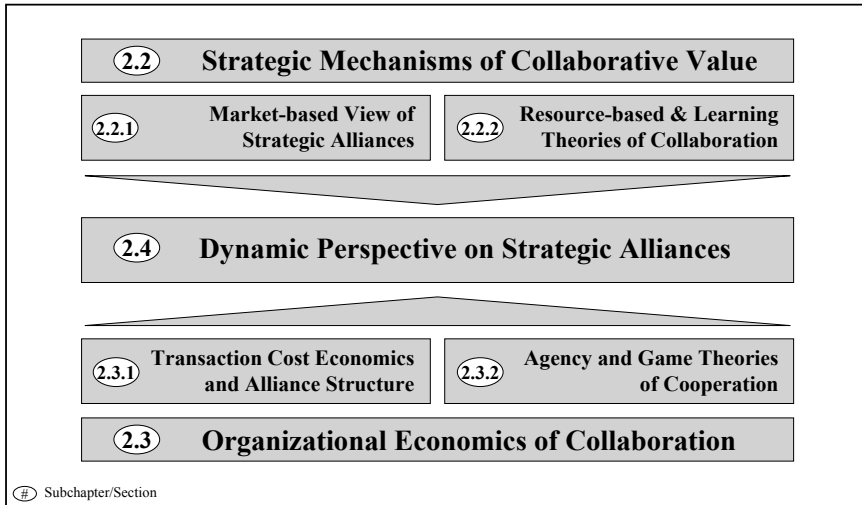 2.2 Strategic Mechanisms of Collaborative Value
2.2.1 Market-based View of
Strategic Alliances
2.2.2 Resource-based & Learning
Theories of Collaboration
2.4 Dynamic Perspective on Strategic Alliances
2.3.1 Transaction Cost Economics
and Alliance Structure
2.3.2 Agency and Game Theories
of Cooperation
2.3 Organizational Economics of Collaboration
# Subchapter/Section